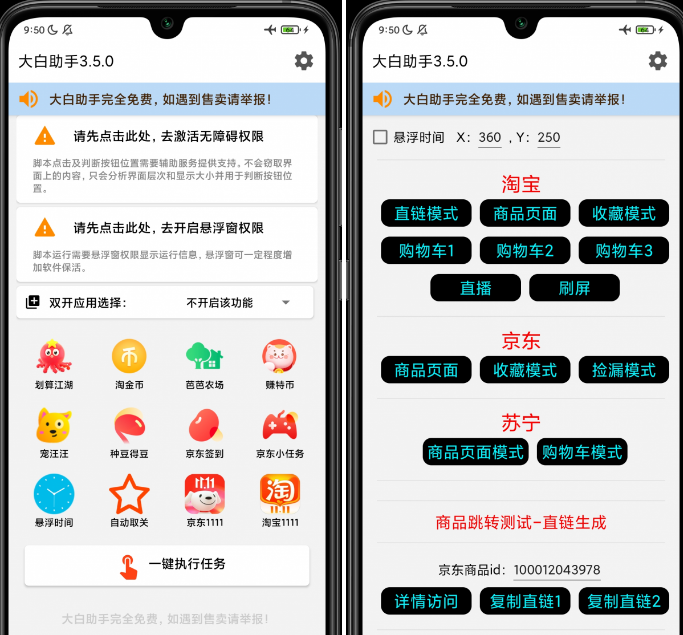 9:50
大白助手3.5.0
大白助手完全免费，如遇到售卖请举报！
请先点击此处，去激活无障碍权限
脚本点击及判断按钮位置需要辅助服务提供支持，不会窃取界
面上的内容，只会分析界面层次和显示大小并用于判断按钮位
置。
请先点击此处，去开启悬浮窗权限
脚本运行需要悬浮窗权限显示运行信息，悬浮窗可一定程度增
加软件保活。
双开应用选择： 不开启该功能
划算江湖 淘金币 芭芭农场 赚特币
宠汪汪 种豆得豆 京东签到 京东小任务
11.11 淘 11.11
悬浮时间 自动取关 京东1111 淘宝1111
一键执行任务
大白助手完全免费，如遇到售卖请举报！
9:50
大白助手3.5.0
大白助手完全免费，如遇到售卖请举报！
悬浮时间 X： 360 ，Y： 250
淘宝
直链模式 商品页面 收藏模式
购物车1 购物车2 购物车3
直播 刷屏
京东
商品页面 收藏模式 捡漏模式
苏宁
商品页面模式 购物车模式
商品跳转测试-直链生成
京东商品id： 100012043978
详情访问 复制直链1 复制直链2